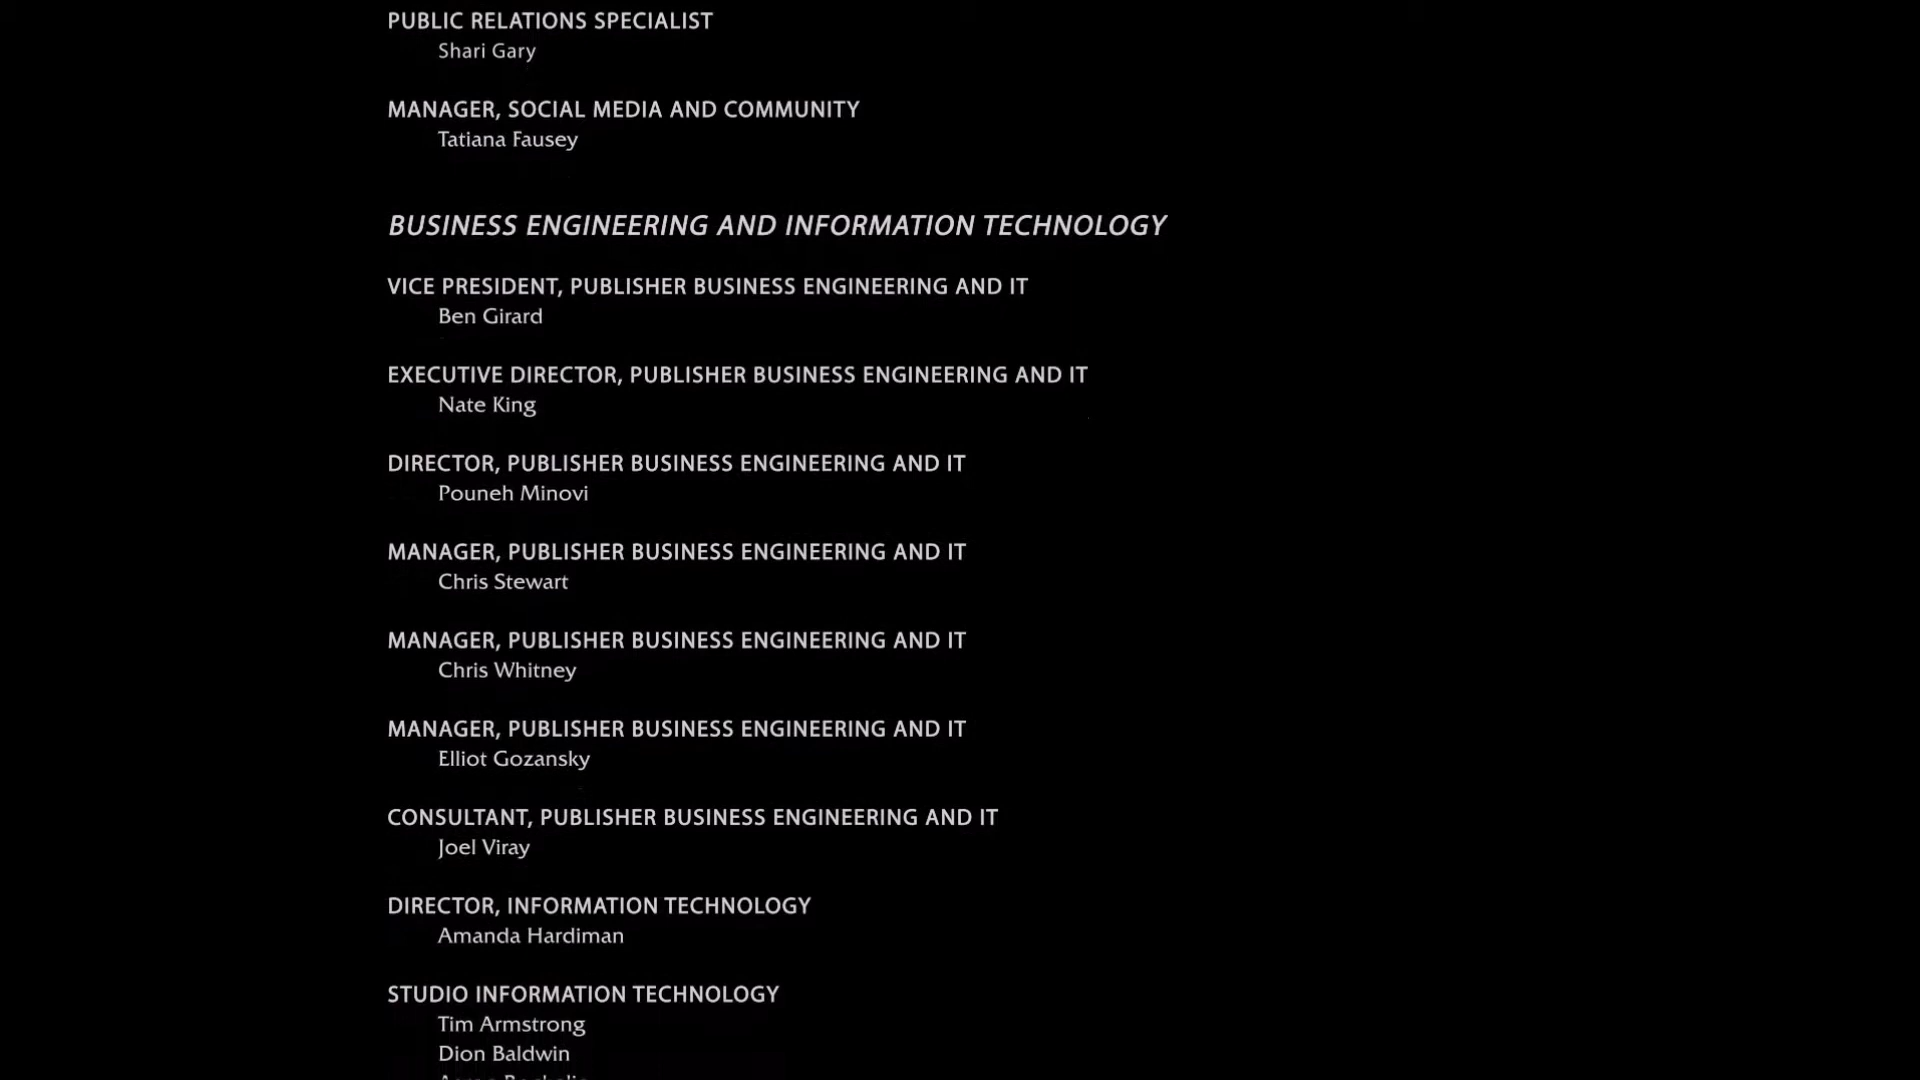 PUBLIC RELATIONS SPECIALIST
Shari Gary
MANAGER, SOCIAL MEDIA AND COMMUNITY
Tatiana Fausey
BUSINESS ENGINEERING AND INFORMATION TECHNOLOGY
VICE PRESIDENT, PUBLISHER BUSINESS ENGINEERING AND IT
Ben Girard
EXECUTIVE DIRECTOR, PUBLISHER BUSINESS ENGINEERING AND IT
Nate King
DIRECTOR, PUBLISHER BUSINESS ENGINEERING AND IT
Pouneh Minovi
MANAGER, PUBLISHER BUSINESS ENGINEERING AND IT
Chris Stewart
MANAGER, PUBLISHER BUSINESS ENGINEERING AND IT
Chris Whitney
MANAGER, PUBLISHER BUSINESS ENGINEERING AND IT
Elliot Gozansky
CONSULTANT, PUBLISHER BUSINESS ENGINEERING AND IT
Joel Viray
DIRECTOR, INFORMATION TECHNOLOGY
Amanda Hardiman
STUDIO INFORMATION TECHNOLOGY
Tim Armstrong
Dion Baldwin